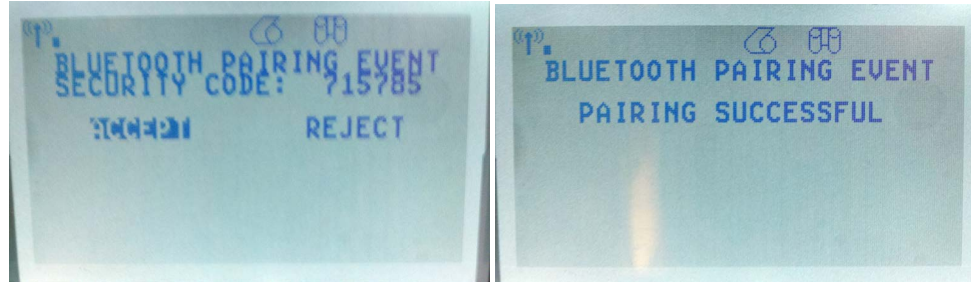 BLUETOOTH PAIRING EVENT
SECURITY CODE: 715785
ACCEPT REJECT
BLUETOOTH PAIRING EVENT
PAIRING SUCCESSFUL